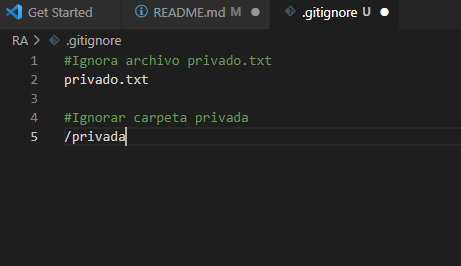 Get Started README.md M .gitignore U
RA > .gitignore
1 #Ignora archivo privado.txt
2 privado.txt
3
4 #Ignorar carpeta privada
5 /privada